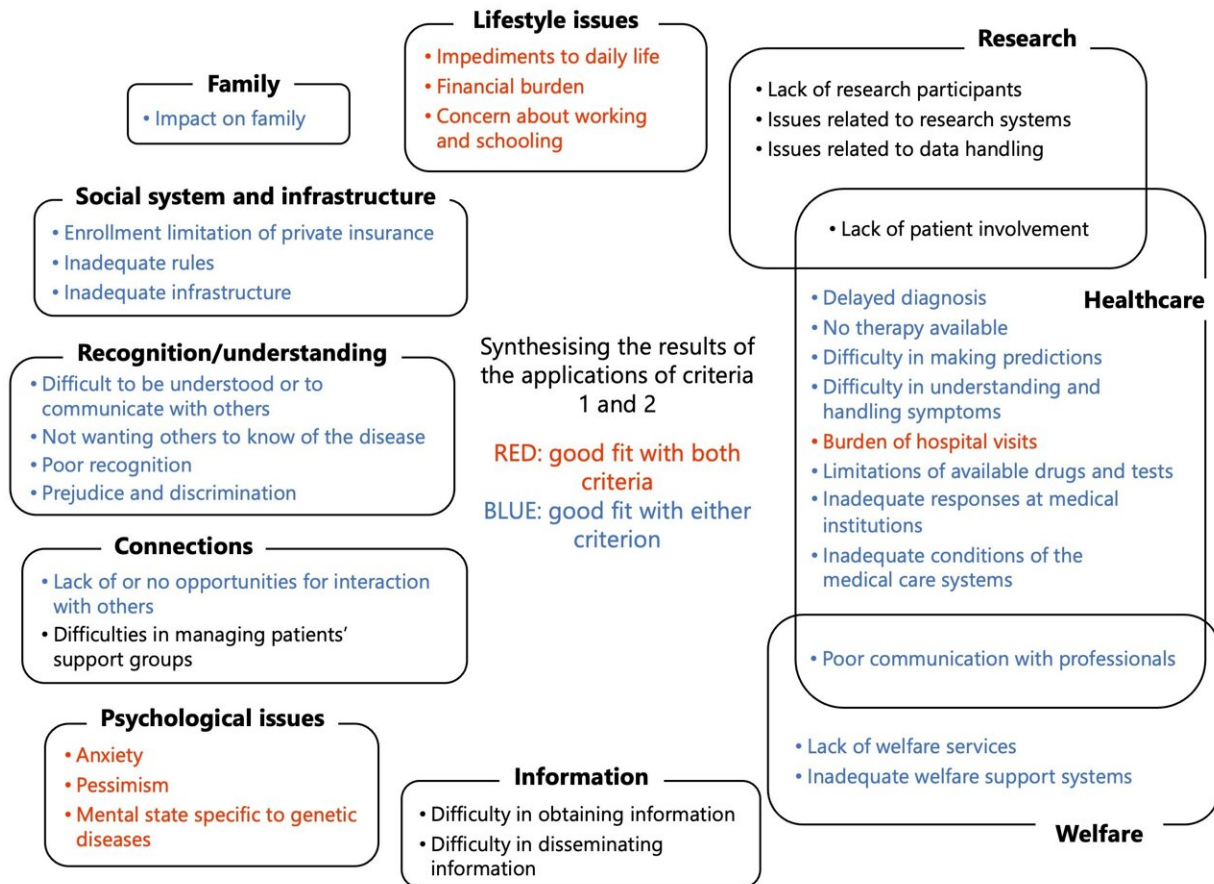 Lifestyle issues
• Impediments to daily life
• Financial burden
• Concern about working
and schooling
Research
• Lack of research participants
• Issues related to research systems
• Issues related to data handling
Family
• Impact on family
Social system and infrastructure
• Enrollment limitation of private insurance
• Inadequate rules
• Inadequate infrastructure
• Lack of patient involvement
Healthcare
• Delayed diagnosis
• No therapy available
• Difficulty in making predictions
• Difficulty in understanding and
handling symptoms
• Burden of hospital visits
• Limitations of available drugs and tests
• Inadequate responses at medical
institutions
• Inadequate conditions of the
medical care systems
Recognition/understanding
• Difficult to be understood or to
communicate with others
• Not wanting others to know of the disease
• Poor recognition
• Prejudice and discrimination
Synthesising the results of
the applications of criteria
1 and 2
RED: good fit with both
criteria
BLUE: good fit with either
criterion
Connections
• Lack of or no opportunities for interaction
with others
• Difficulties in managing patients’
support groups
• Poor communication with professionals
• Lack of welfare services
• Inadequate welfare support systems
Welfare
Psychological issues
• Anxiety
• Pessimism
• Mental state specific to genetic
diseases
Information
• Difficulty in obtaining information
• Difficulty in disseminating
information